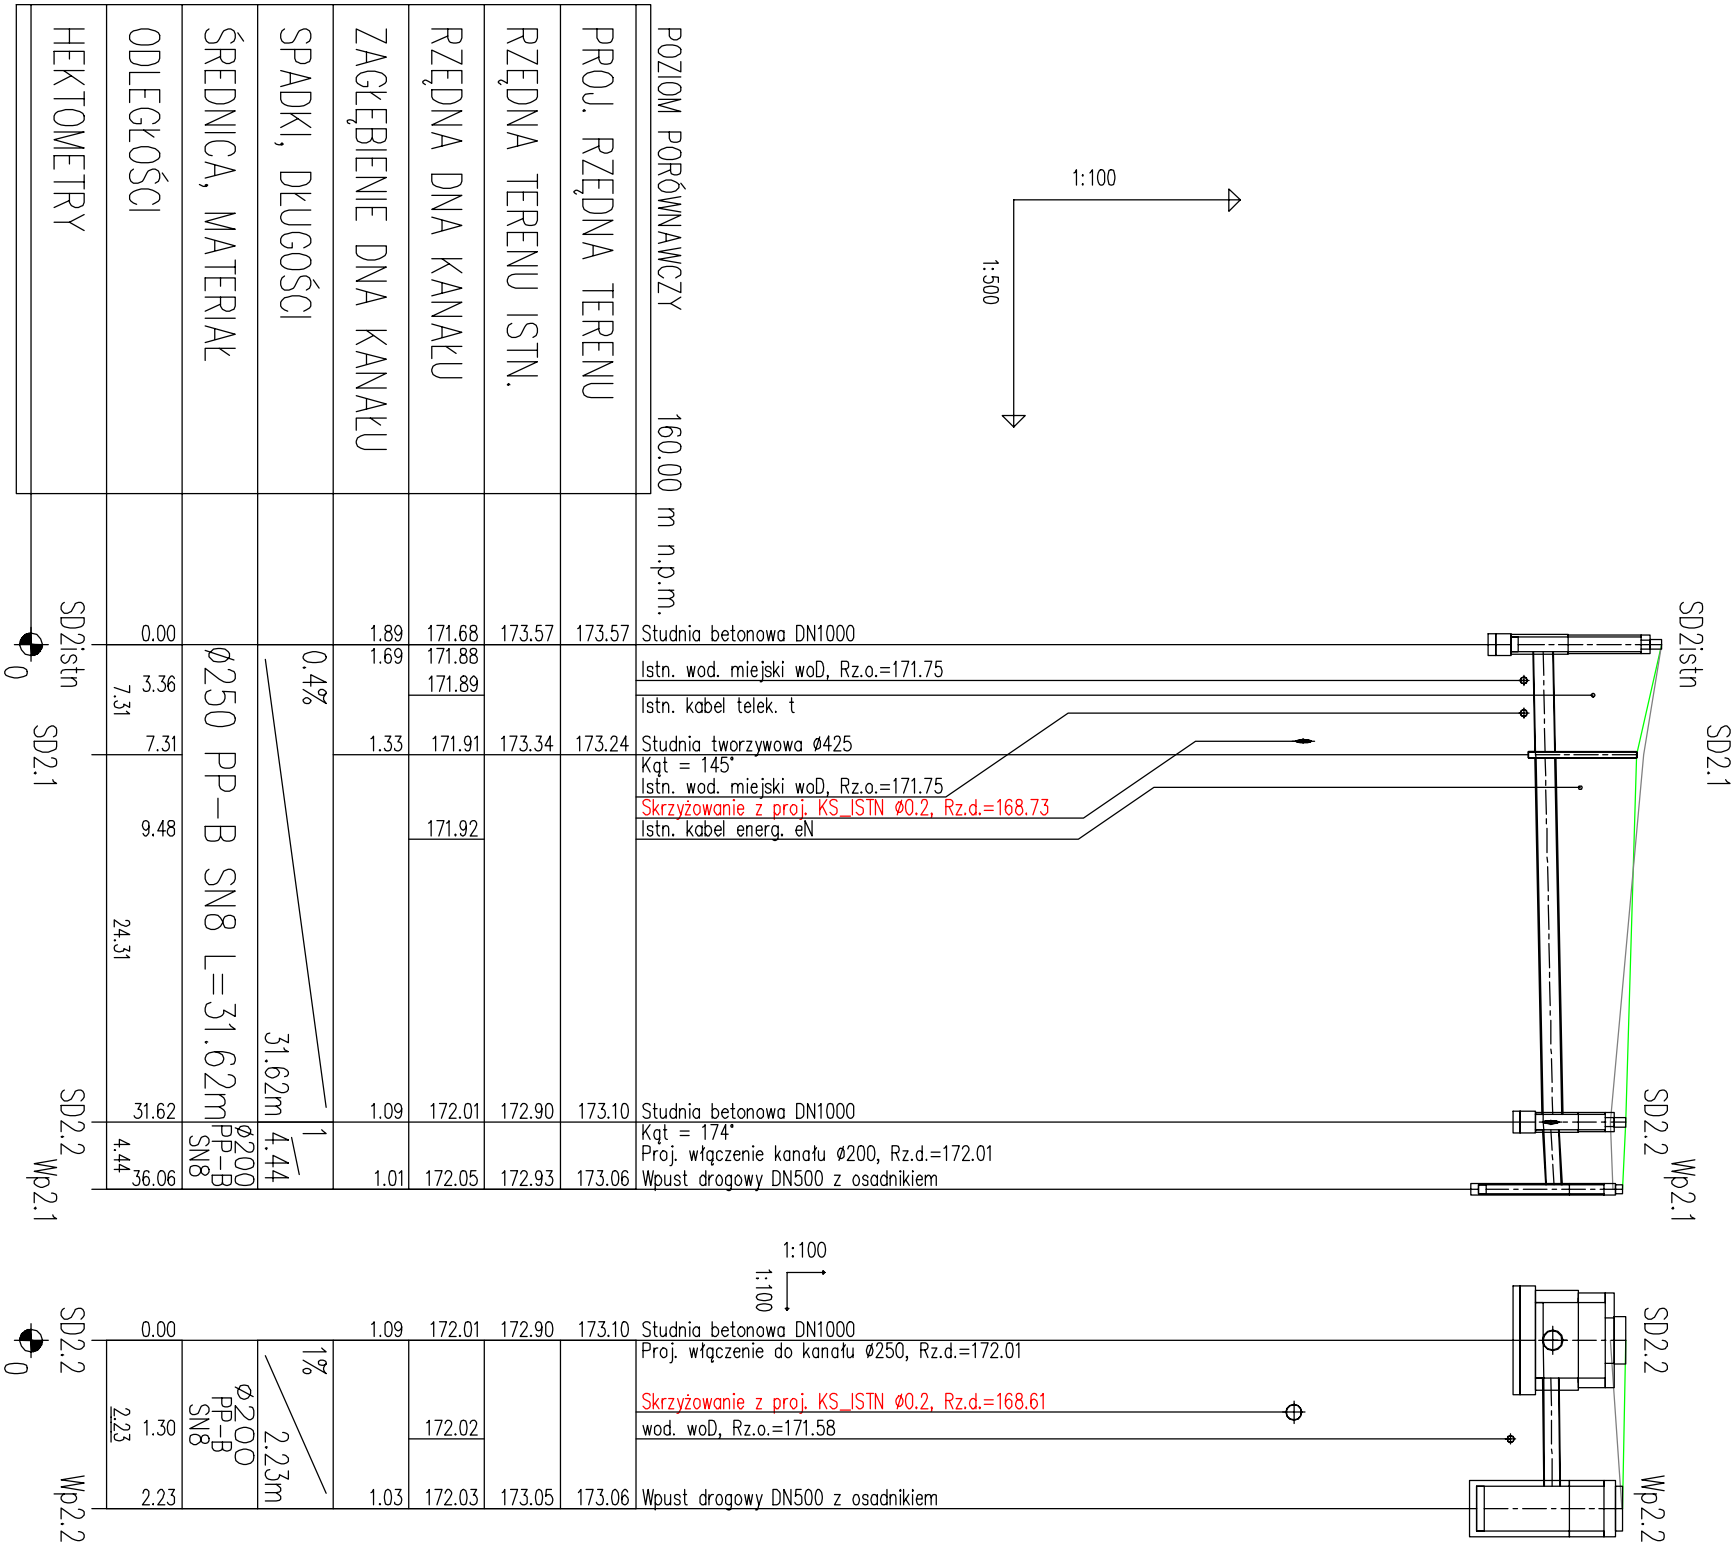 POZIOM PORÓWNAWCZY 160.00 m n.p.m.
PROJ. RZĘDNA TERENU
RZĘDNA TERENU ISTN.
RZĘDNA DNA KANAŁU
ZAGŁĘBIENIE DNA KANAŁU
SPADKI, DŁUGOŚCI
ŚREDNICA, MATERIAŁ
ODLEGŁOŚCI
HEKTOMETRY
1:100
1:500
SD2istn
SD2.1
SD2.2
Wp2.1
173.57
173.24
173.10
173.06
173.57
173.34
172.90
172.93
171.68
171.88
171.89
171.91
171.92
172.01
172.05
1.89
1.69
1.33
1.09
1.01
0.4%
31.62m
1
4.44
Ø250 PP-B SN8 L=31.62m
Ø200
PP-B
SN8
0.00
3.36
7.31
9.48
31.62
36.06
7.31
24.31
4.44
SD2istn
SD2.1
SD2.2
Wp2.1
0
Studnia betonowa DN1000
Istn. wod. miejski woD, Rz.o.=171.75
Istn. kabel telek. t
Studnia tworzywowa Ø425
Kąt = 145°
Istn. wod. miejski woD, Rz.o.=171.75
Skrzyżowanie z proj. KS_ISTN Ø0.2, Rz.d.=168.73
Istn. kabel energ. eN
Studnia betonowa DN1000
Kąt = 174°
Proj. włączenie kanału Ø200, Rz.d.=172.01
Wpust drogowy DN500 z osadnikiem
1:100
1:100
SD2.2
Wp2.2
Studnia betonowa DN1000
Proj. włączenie do kanału Ø250, Rz.d.=172.01
Skrzyżowanie z proj. KS_ISTN Ø0.2, Rz.d.=168.61
wod. woD, Rz.o.=171.58
Wpust drogowy DN500 z osadnikiem
173.10
173.06
172.90
173.05
172.01
172.02
172.03
1.09
1.03
1%
2.23m
Ø200
PP-B
SN8
0.00
1.30
2.23
2.23
SD2.2
Wp2.2
0